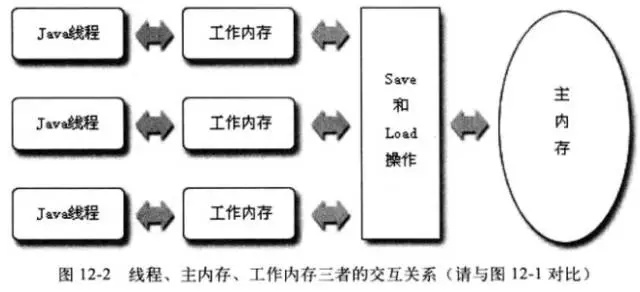 Java线程
工作内存
Java线程
工作内存
Java线程
工作内存
Save
和
Load
操作
主
内
存
图 12-2 线程、主内存、工作内存三者的交互关系（请与图 12-1 对比）